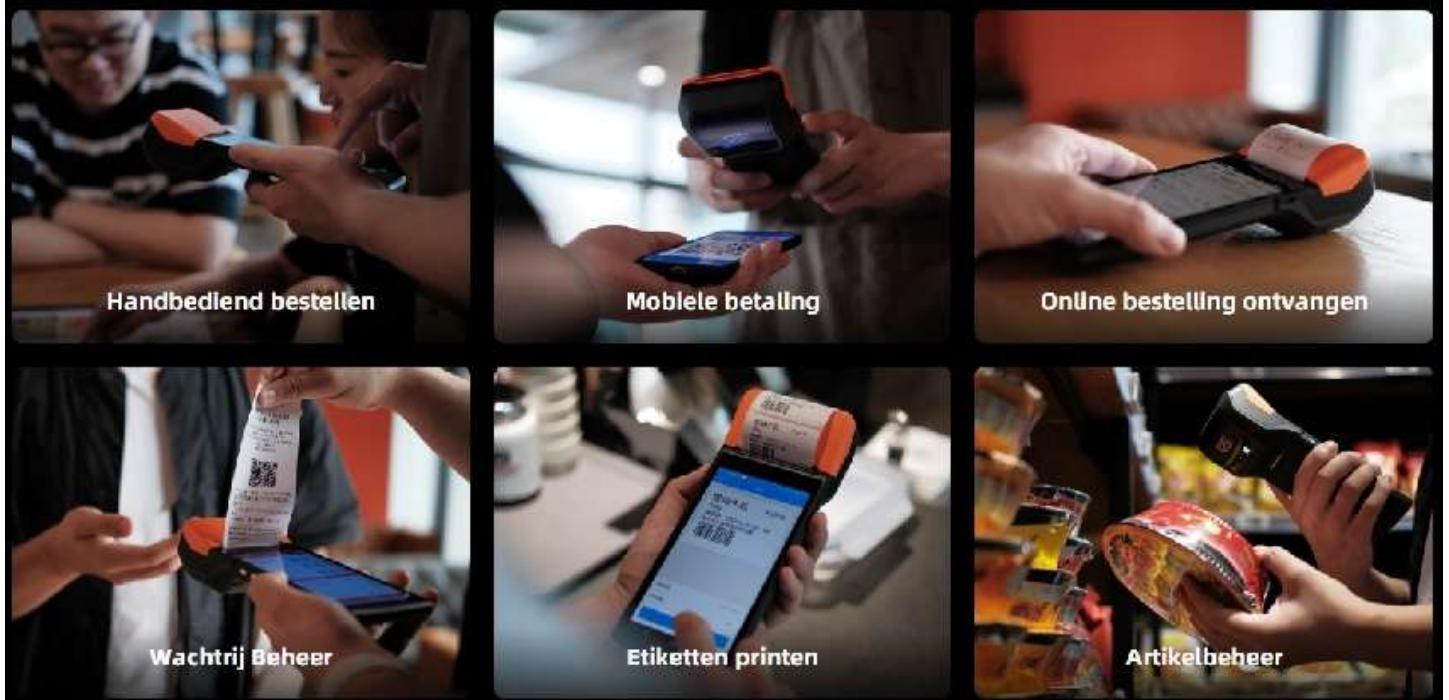 Handbediend bestellen
Mobiele betaling
Online bestelling ontvangen
Wachtrij Beheer
Etiketten printen
Artikelbeheer